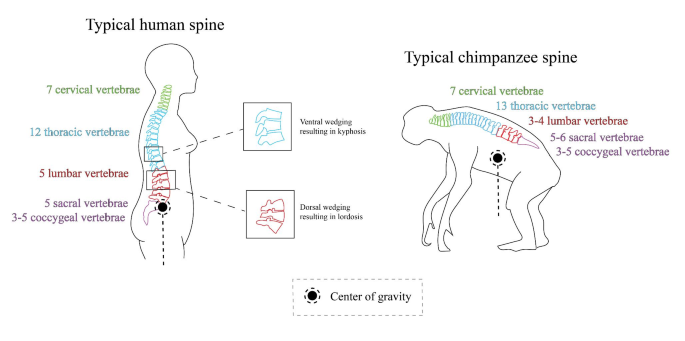 Typical human spine
7 cervical vertebrae
12 thoracic vertebrae
5 lumbar vertebrae
5 sacral vertebrae
3-5 coccygeal vertebrae
Ventral wedging
resulting in kyphosis
Dorsal wedging
resulting in lordosis
Typical chimpanzee spine
7 cervical vertebrae
13 thoracic vertebrae
3-4 lumbar vertebrae
5-6 sacral vertebrae
3-5 coccygeal vertebrae
Center of gravity